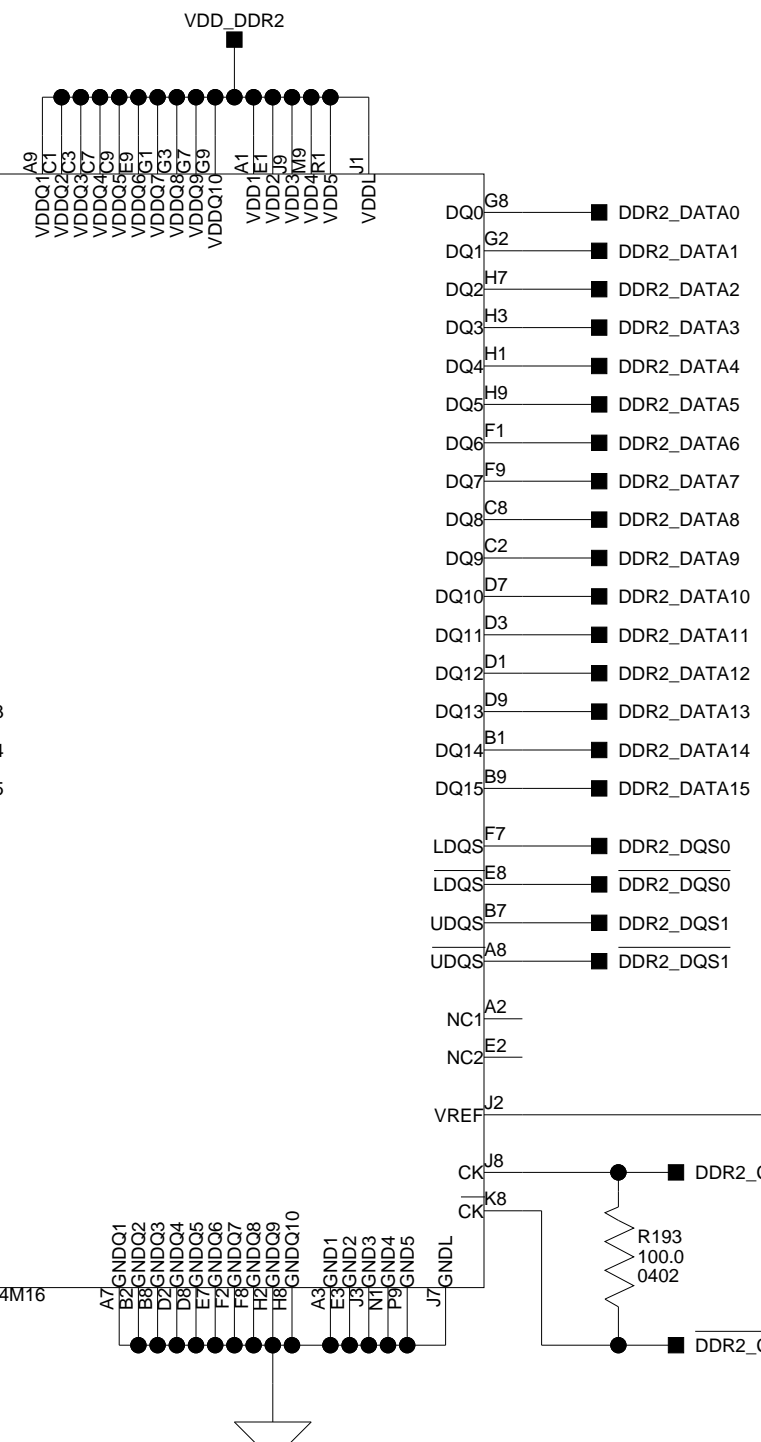 VDD_DDR2
A9
C1
C3
C7
C9
E9
G1
G3
G7
G9
A1
E1
J9
M9
R1
J1
VDDQ1
VDDQ2
VDDQ3
VDDQ4
VDDQ5
VDDQ6
VDDQ7
VDDQ8
VDDQ9
VDDQ10
VDD1
VDD2
VDD3
VDD4
VDD5
VDDL
DQ0 G8 DDR2_DATA0
DQ1 G2 DDR2_DATA1
DQ2 H7 DDR2_DATA2
DQ3 H3 DDR2_DATA3
DQ4 H1 DDR2_DATA4
DQ5 H9 DDR2_DATA5
DQ6 F1 DDR2_DATA6
DQ7 F9 DDR2_DATA7
DQ8 C8 DDR2_DATA8
DQ9 C2 DDR2_DATA9
DQ10 D7 DDR2_DATA10
DQ11 D3 DDR2_DATA11
DQ12 D1 DDR2_DATA12
DQ13 D9 DDR2_DATA13
DQ14 B1 DDR2_DATA14
DQ15 B9 DDR2_DATA15
LDQS F7 DDR2_DQS0
LDQS E8 DDR2_DQS0
UDQS B7 DDR2_DQS1
UDQS A8 DDR2_DQS1
NC1 A2
NC2 E2
VREF J2
CK J8
CK K8
R193
100.0
0402
GNDQ1
GNDQ2
GNDQ3
GNDQ4
GNDQ5
GNDQ6
GNDQ7
GNDQ8
GNDQ9
GNDQ10
GND1
GND2
GND3
GND4
GND5
GNDL
A7
B2
B8
D2
D8
E7
F2
F8
H2
H8
A3
E3
J3
N1
P9
J7